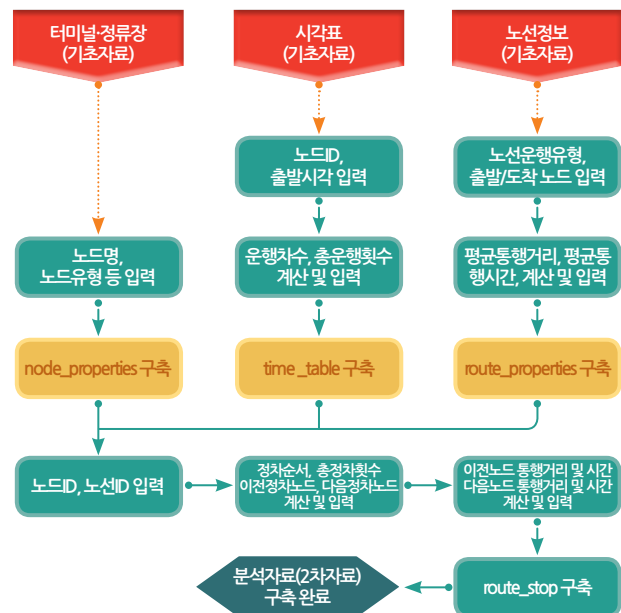 터미널·정류장
(기초자료)
시각표
(기초자료)
노선정보
(기초자료)
노드ID,
출발시각 입력
노선운행유형,
출발/도착 노드 입력
노드명,
노드유형 등 입력
운행차수, 총운행횟수
계산 및 입력
평균통행거리, 평균통
행시간, 계산 및 입력
node_properties 구축
time _table 구축
route_properties 구축
노드ID, 노선ID 입력
정차순서, 총정차횟수
이전정차노드, 다음정차노드
계산 및 입력
이전노드 통행거리 및 시간
다음노드 통행거리 및 시간
계산 및 입력
분석자료(2차자료)
구축 완료
route_stop 구축